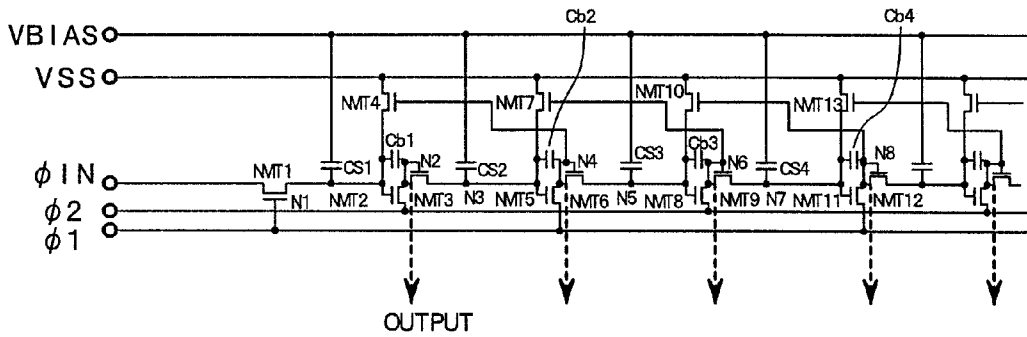 Cb2 Cb4
VBIAS
VSS
NMT4 NMT7 NMT10 NMT13
Cb1 Cb3
CS1 N2 CS2 N4 CS3 N6 CS4 N8
φIN NMT1
N1 NMT2 NMT3 N3 NMT5 NMT6 N5 NMT8 NMT9 N7 NMT11 NMT12
φ2
φ1
OUTPUT